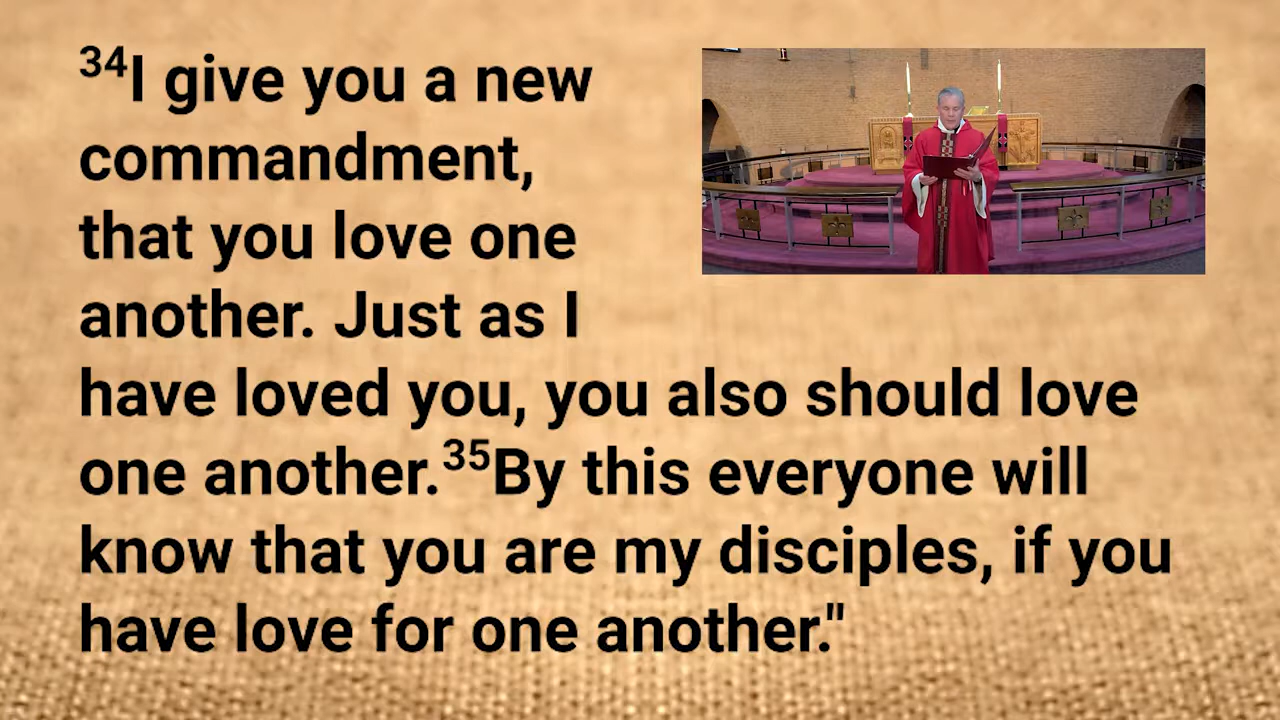 ³⁴I give you a new
commandment,
that you love one
another. Just as I
have loved you, you also should love
one another.³⁵By this everyone will
know that you are my disciples, if you
have love for one another."